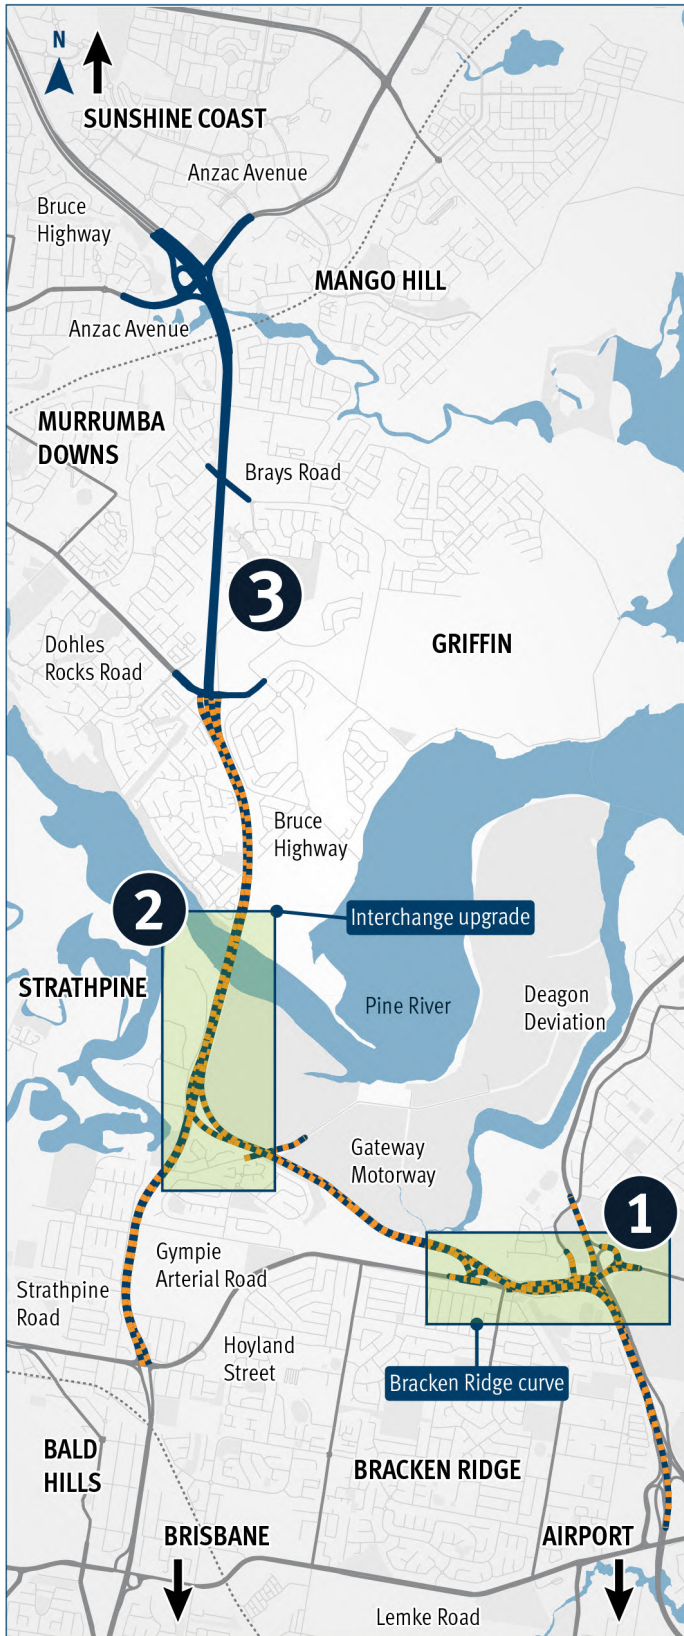 N
SUNSHINE COAST
Anzac Avenue
Bruce
Highway
MANGO HILL
Anzac Avenue
MURRUMBA
DOWNS
Brays Road
3
GRIFFIN
Dohles
Rocks Road
Bruce
Highway
2
Interchange upgrade
STRATHPINE
Pine River
Deagon
Deviation
Gateway
Motorway
1
Gympie
Arterial Road
Strathpine
Road
Hoyland
Street
Bracken Ridge curve
BALD
HILLS
BRACKEN RIDGE
BRISBANE
AIRPORT
Lemke Road